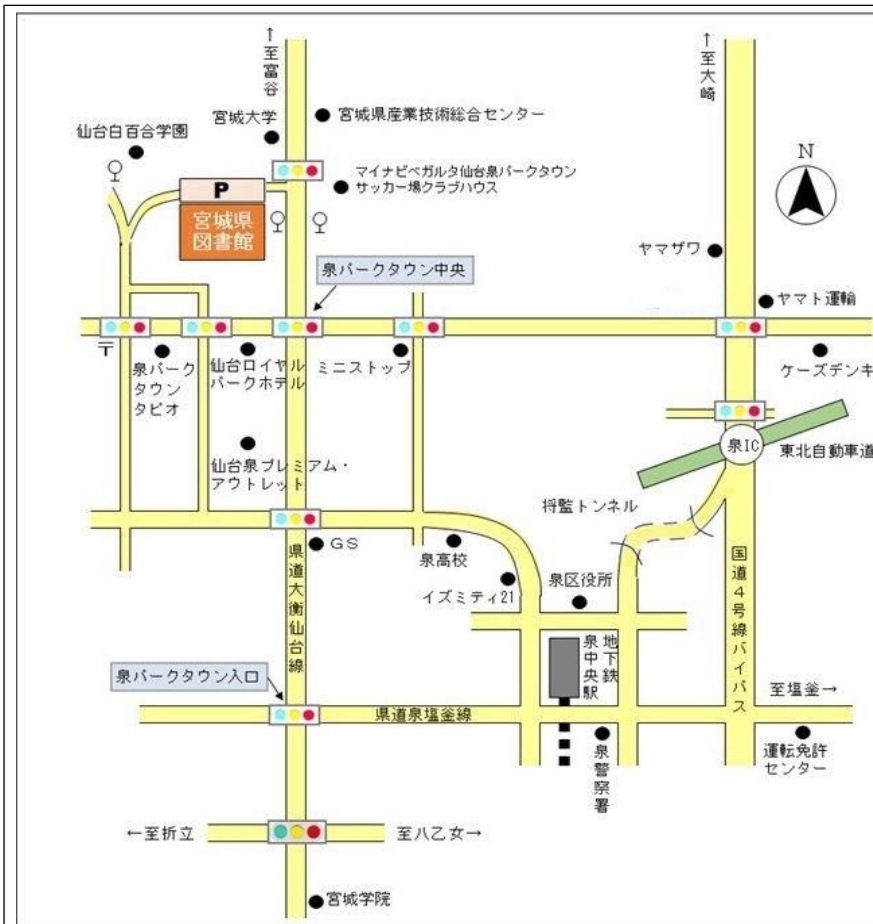 ↑至富谷
↑至大崎
宮城大学
宮城県産業技術総合センター
仙台白百合学園
マイナビベガルタ仙台泉パークタウン
サッカー場クラブハウス
N
P
宮城県
図書館
ヤマザワ
泉パークタウン中央
ヤマト運輸
〒
泉パーク
タウン
タピオ
仙台ロイヤル
パークホテル
ミニストップ
ケーズデンキ
仙台泉プレミアム・
アウトレット
泉IC
東北自動車道
将監トンネル
GS
泉高校
県道大衡仙台線
イズミティ21
泉区役所
国道4号線バイパス
地下鉄
泉中央駅
泉パークタウン入口
至塩釜→
県道泉塩釜線
泉警察署
運転免許
センター
←至折立
至八乙女→
宮城学院